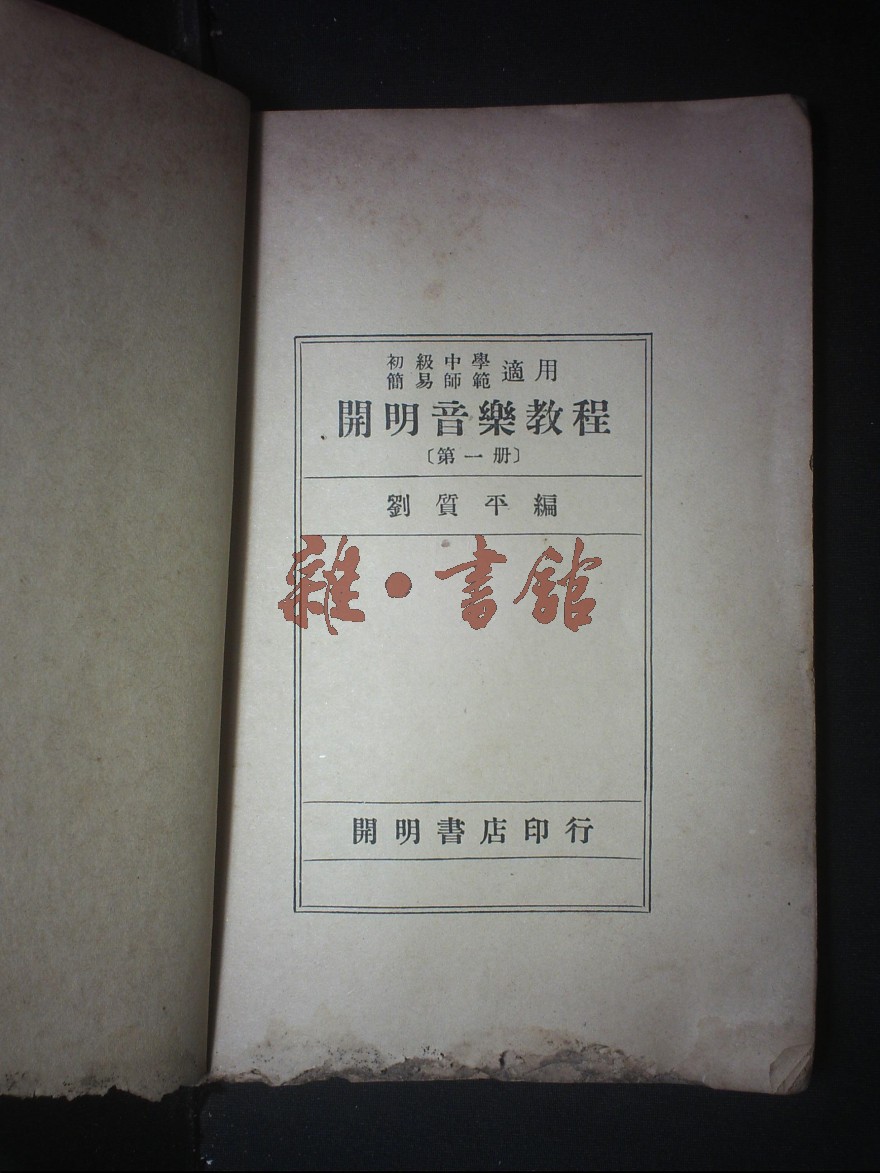 初級中學
簡易師範 適用
開明音樂教程
〔第一册〕
劉質平編
雜·書館
開明書店印行